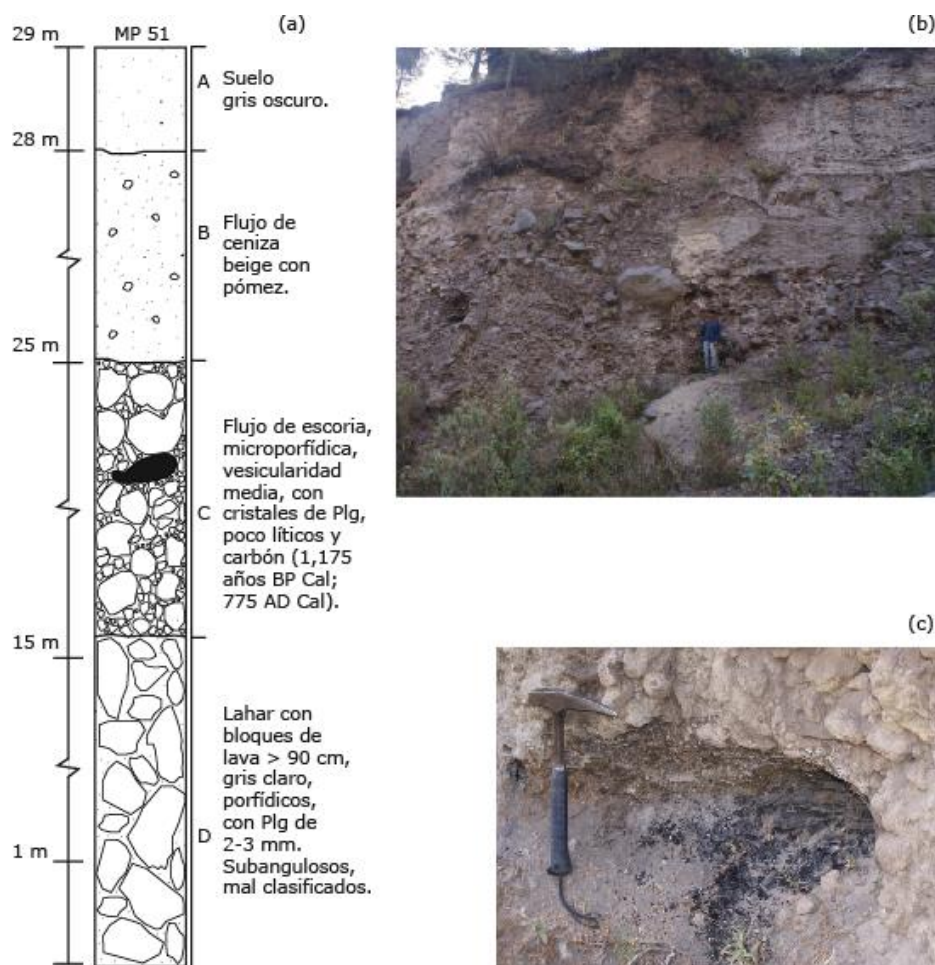 29 m
MP 51
(a)
A
Suelo
gris oscuro.
28 m
B
Flujo de
ceniza
beige con
pómez.
25 m
C
Flujo de escoria,
microporfídica,
vesicularidad
media, con
cristales de Plg,
poco líticos y
carbón (1,175
años BP Cal;
775 AD Cal).
15 m
D
Lahar con
bloques de
lava > 90 cm,
gris claro,
porfídicos,
con Plg de
2-3 mm.
Subangulosos,
mal clasificados.
1 m
(b)
(c)